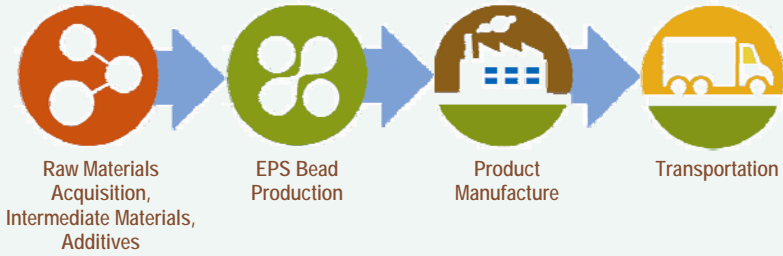 Raw Materials
Acquisition,
Intermediate Materials,
Additives
EPS Bead
Production
Product
Manufacture
Transportation